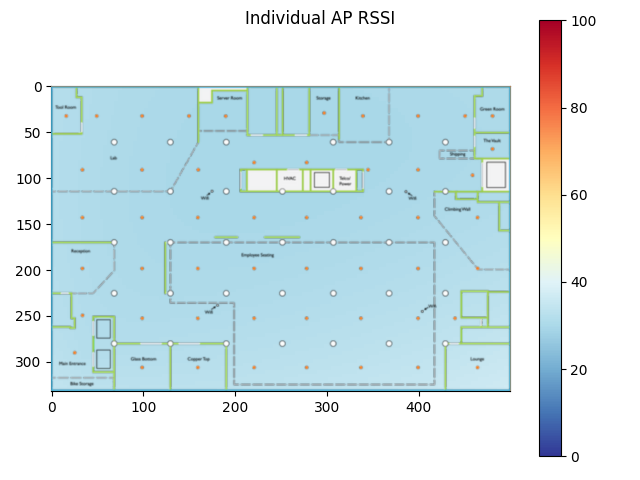 Individual AP RSSI
100
80
60
40
20
0
0
50
100
150
200
250
300
0
100
200
300
400
Tool Room
Server Room
Storage
Kitchen
Green Room
The Vault
Shipping
Lab
HVAC
Telco/
Power
Climbing Wall
Reception
Employee Seating
Main Entrance
Bike Storage
Glass Bottom
Copper Top
Lounge